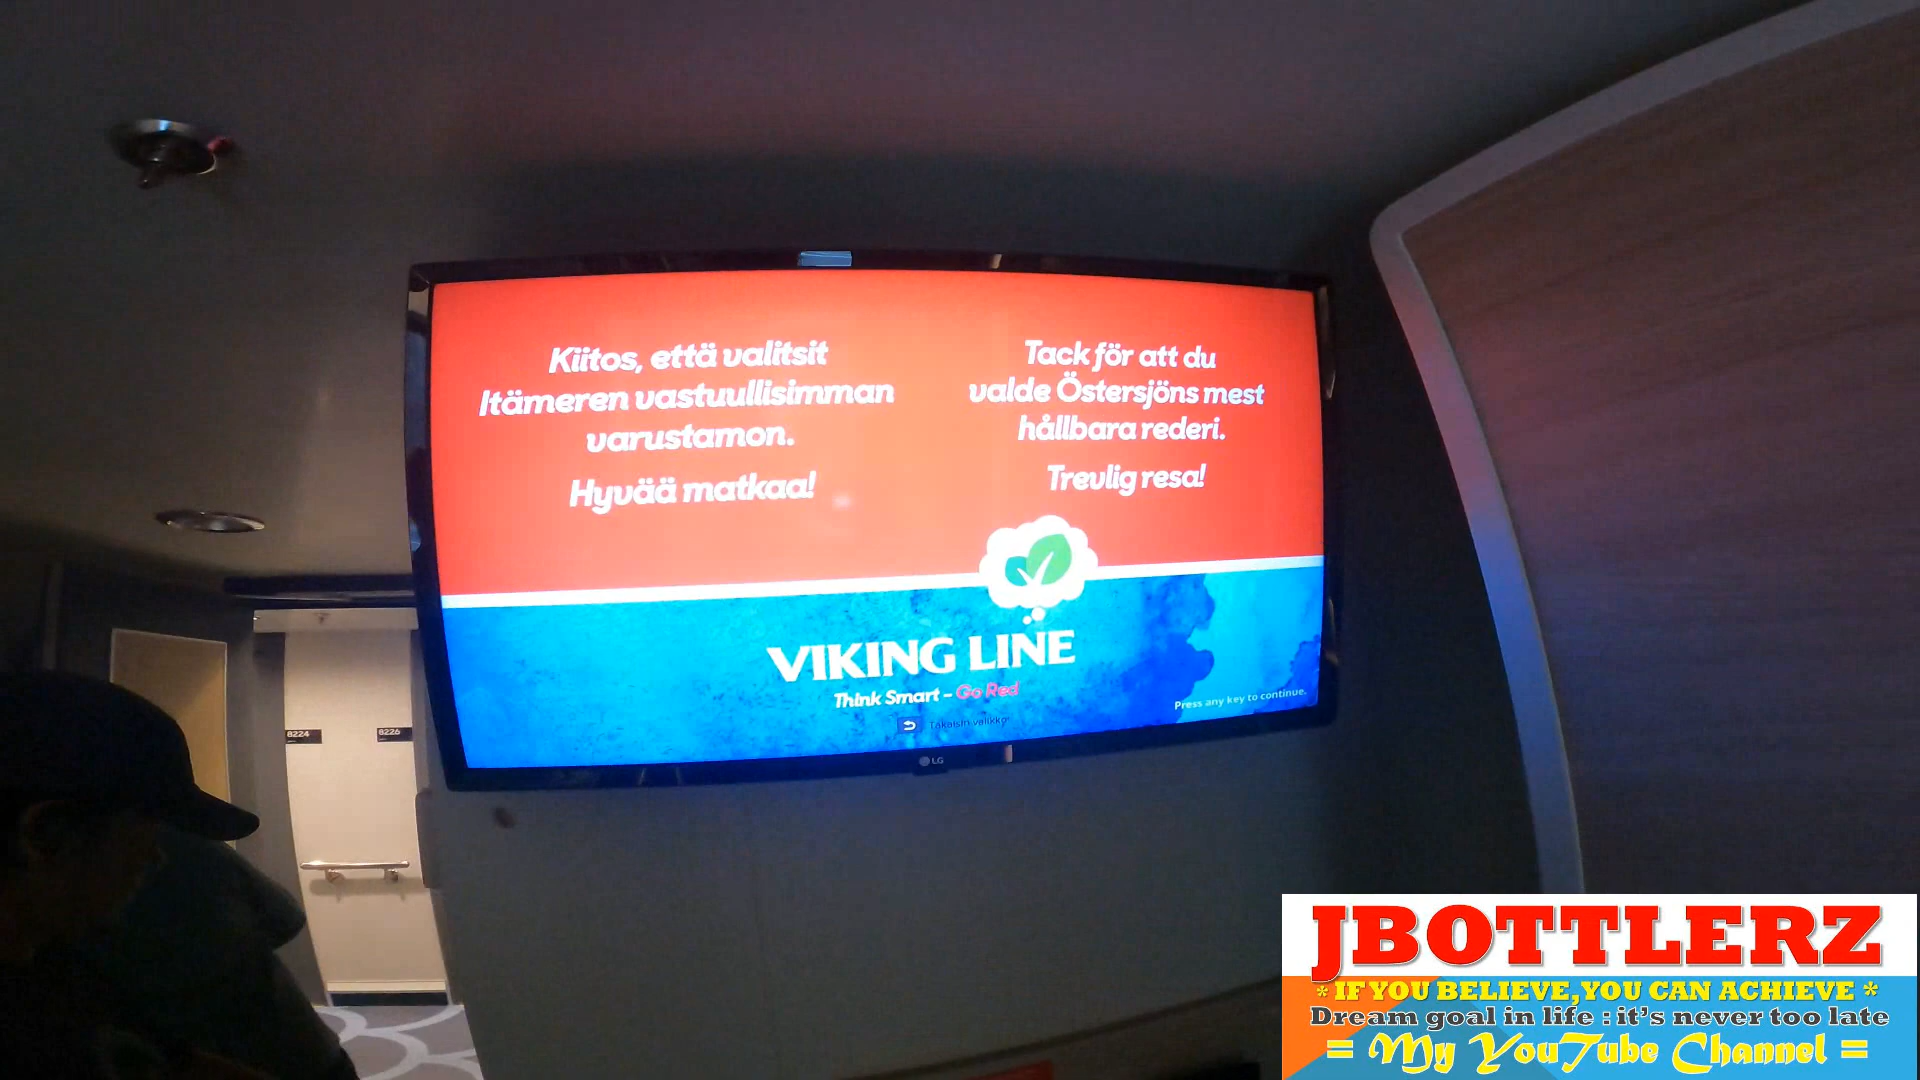 Kiitos, että valitsit
Itämeren vastuullisimman
varustamon.
Hyvää matkaa!
Tack för att du
valde Östersjöns mest
hållbara rederi.
Trevlig resa!
VIKING LINE
Think Smart – Go Red
Press any key to continue.
Takaisin valikko
LG
8224
8226
JBOTTLERZ
* IF YOU BELIEVE, YOU CAN ACHIEVE *
Dream goal in life : it's never too late
= My YouTube Channel =